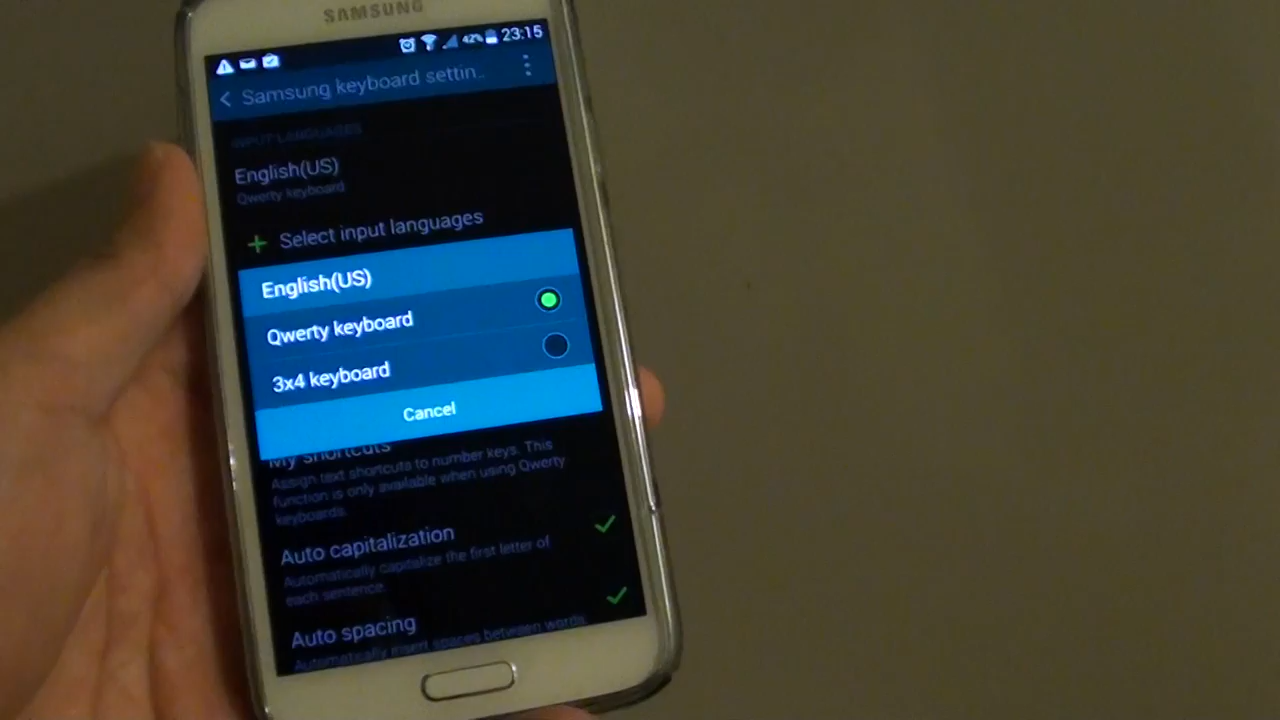 SAMSUNG
42% 23:15
Samsung keyboard settin..
INPUT LANGUAGES
English(US)
Qwerty keyboard
Select input languages
English(US)
Qwerty keyboard
3x4 keyboard
Cancel
My shortcuts
Assign text shortcuts to number keys. This
function is only available when using Qwerty
keyboards.
Auto capitalization
Automatically capitalize the first letter of
each sentence.
Auto spacing
Automatically insert spaces between words.